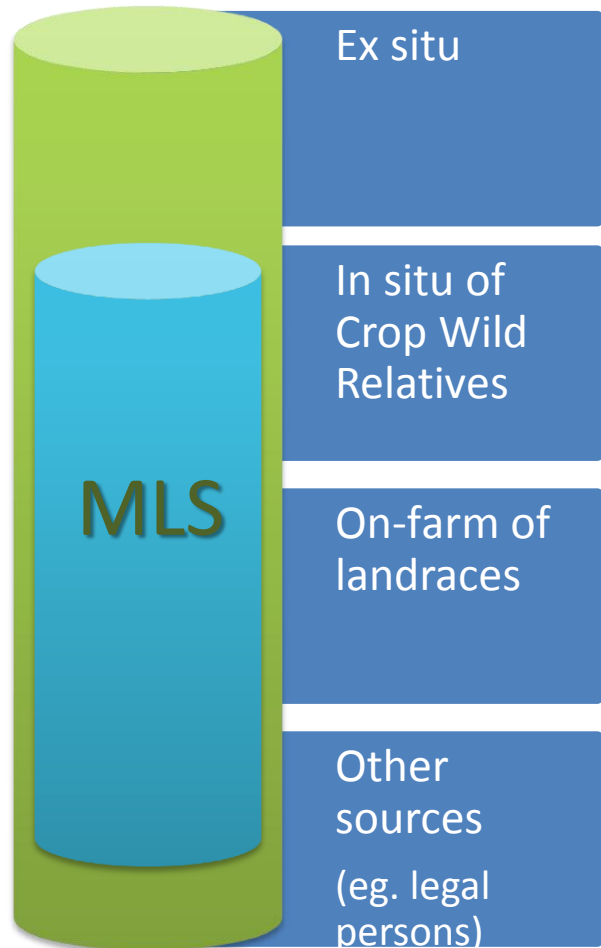 Ex situ
In situ of
Crop Wild
Relatives
MLS
On-farm of
landraces
Other
sources
(eg. legal
persons)